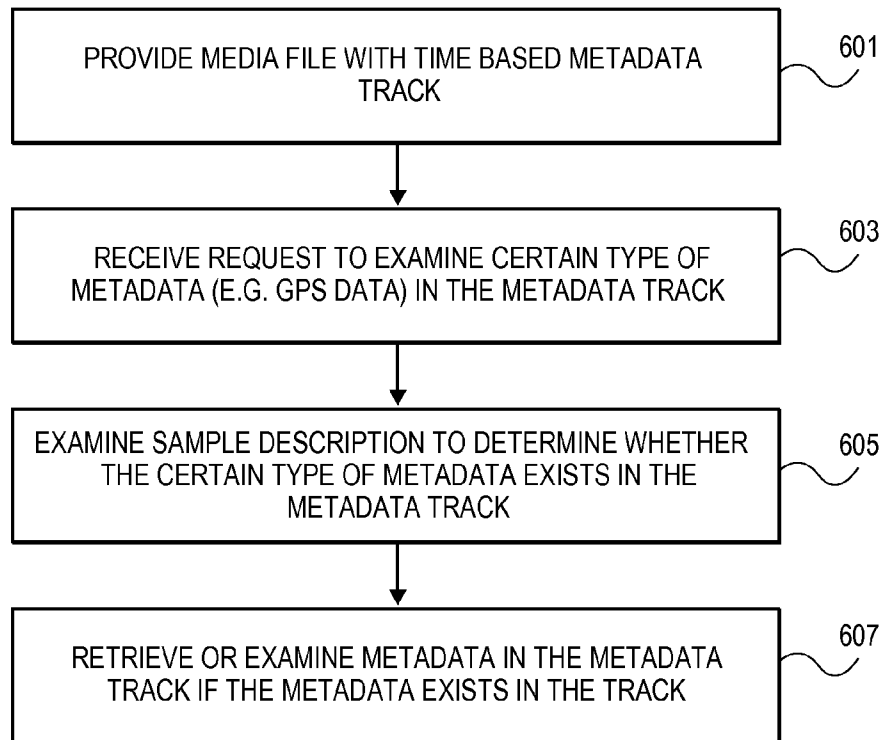 PROVIDE MEDIA FILE WITH TIME BASED METADATA
TRACK
601
RECEIVE REQUEST TO EXAMINE CERTAIN TYPE OF
METADATA (E.G. GPS DATA) IN THE METADATA TRACK
603
EXAMINE SAMPLE DESCRIPTION TO DETERMINE WHETHER
THE CERTAIN TYPE OF METADATA EXISTS IN THE
METADATA TRACK
605
RETRIEVE OR EXAMINE METADATA IN THE METADATA
TRACK IF THE METADATA EXISTS IN THE TRACK
607